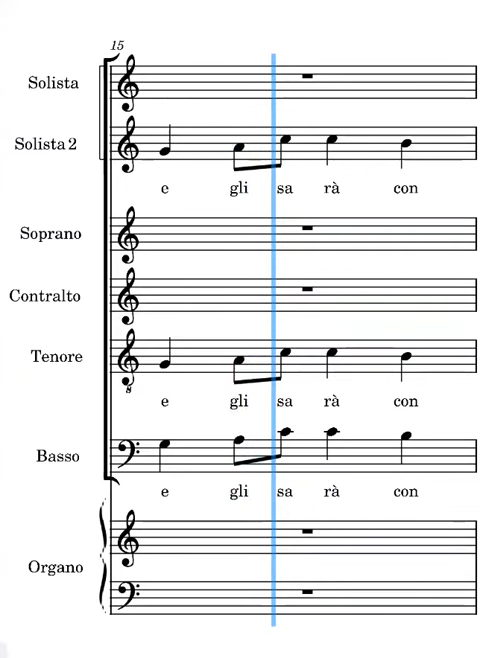 15
Solista
Solista 2
e gli sa rà con
Soprano
Contralto
Tenore
e gli sa rà con
Basso
e gli sa rà con
Organo